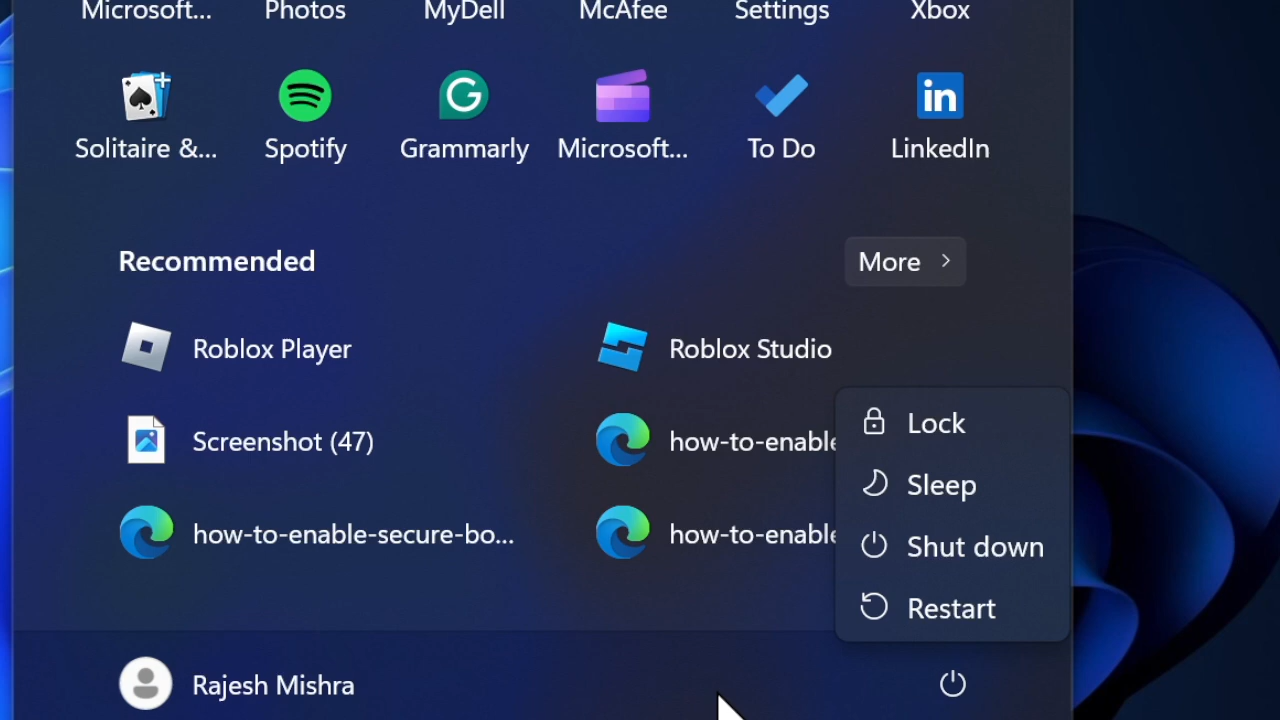 Microsoft... Photos MyDell McAfee Settings Xbox
Solitaire &... Spotify Grammarly Microsoft... To Do LinkedIn
Recommended More
Roblox Player Roblox Studio
Screenshot (47) how-to-enable
how-to-enable-secure-bo... how-to-enable
Lock
Sleep
Shut down
Restart
Rajesh Mishra